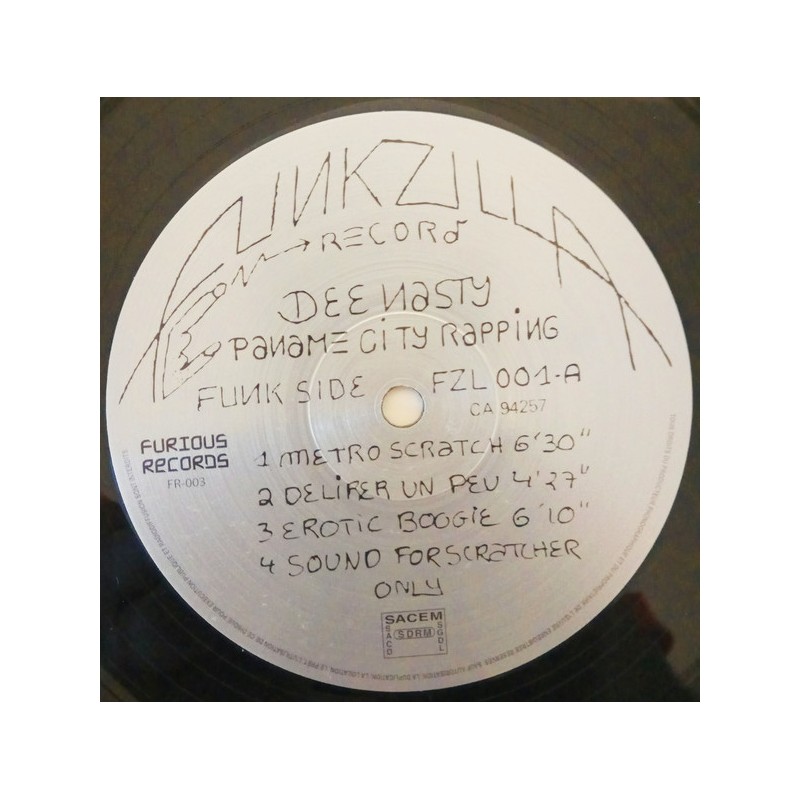 FUNKZILLA
RECORD
DEE NASTY
PANAME CITY RAPPING
FUNK SIDE FZL 001-A
CA 94257
FURIOUS
RECORDS
FR-003
1 METRO SCRATCH 6'30"
2 DELIRER UN PEU 4'27"
3 EROTIC BOOGIE 6'10"
4 SOUND FOR SCRATCHER
ONLY
SACEM
SACD
SDRM
SGDL